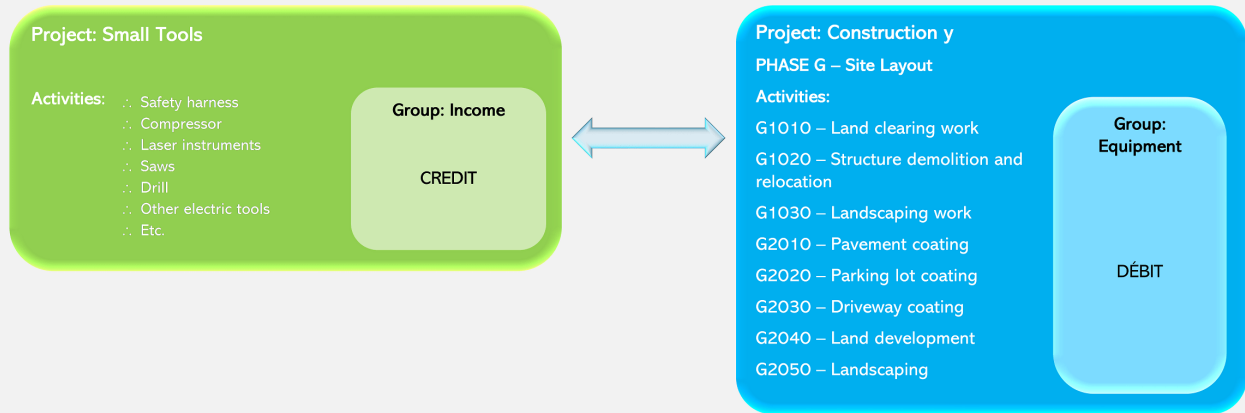 Project: Small Tools
Activities:
∴ Safety harness
∴ Compressor
∴ Laser instruments
∴ Saws
∴ Drill
∴ Other electric tools
∴ Etc.
Group: Income
CREDIT
Project: Construction y
PHASE G – Site Layout
Activities:
G1010 – Land clearing work
G1020 – Structure demolition and
relocation
G1030 – Landscaping work
G2010 – Pavement coating
G2020 – Parking lot coating
G2030 – Driveway coating
G2040 – Land development
G2050 – Landscaping
Group:
Equipment
DÉBIT